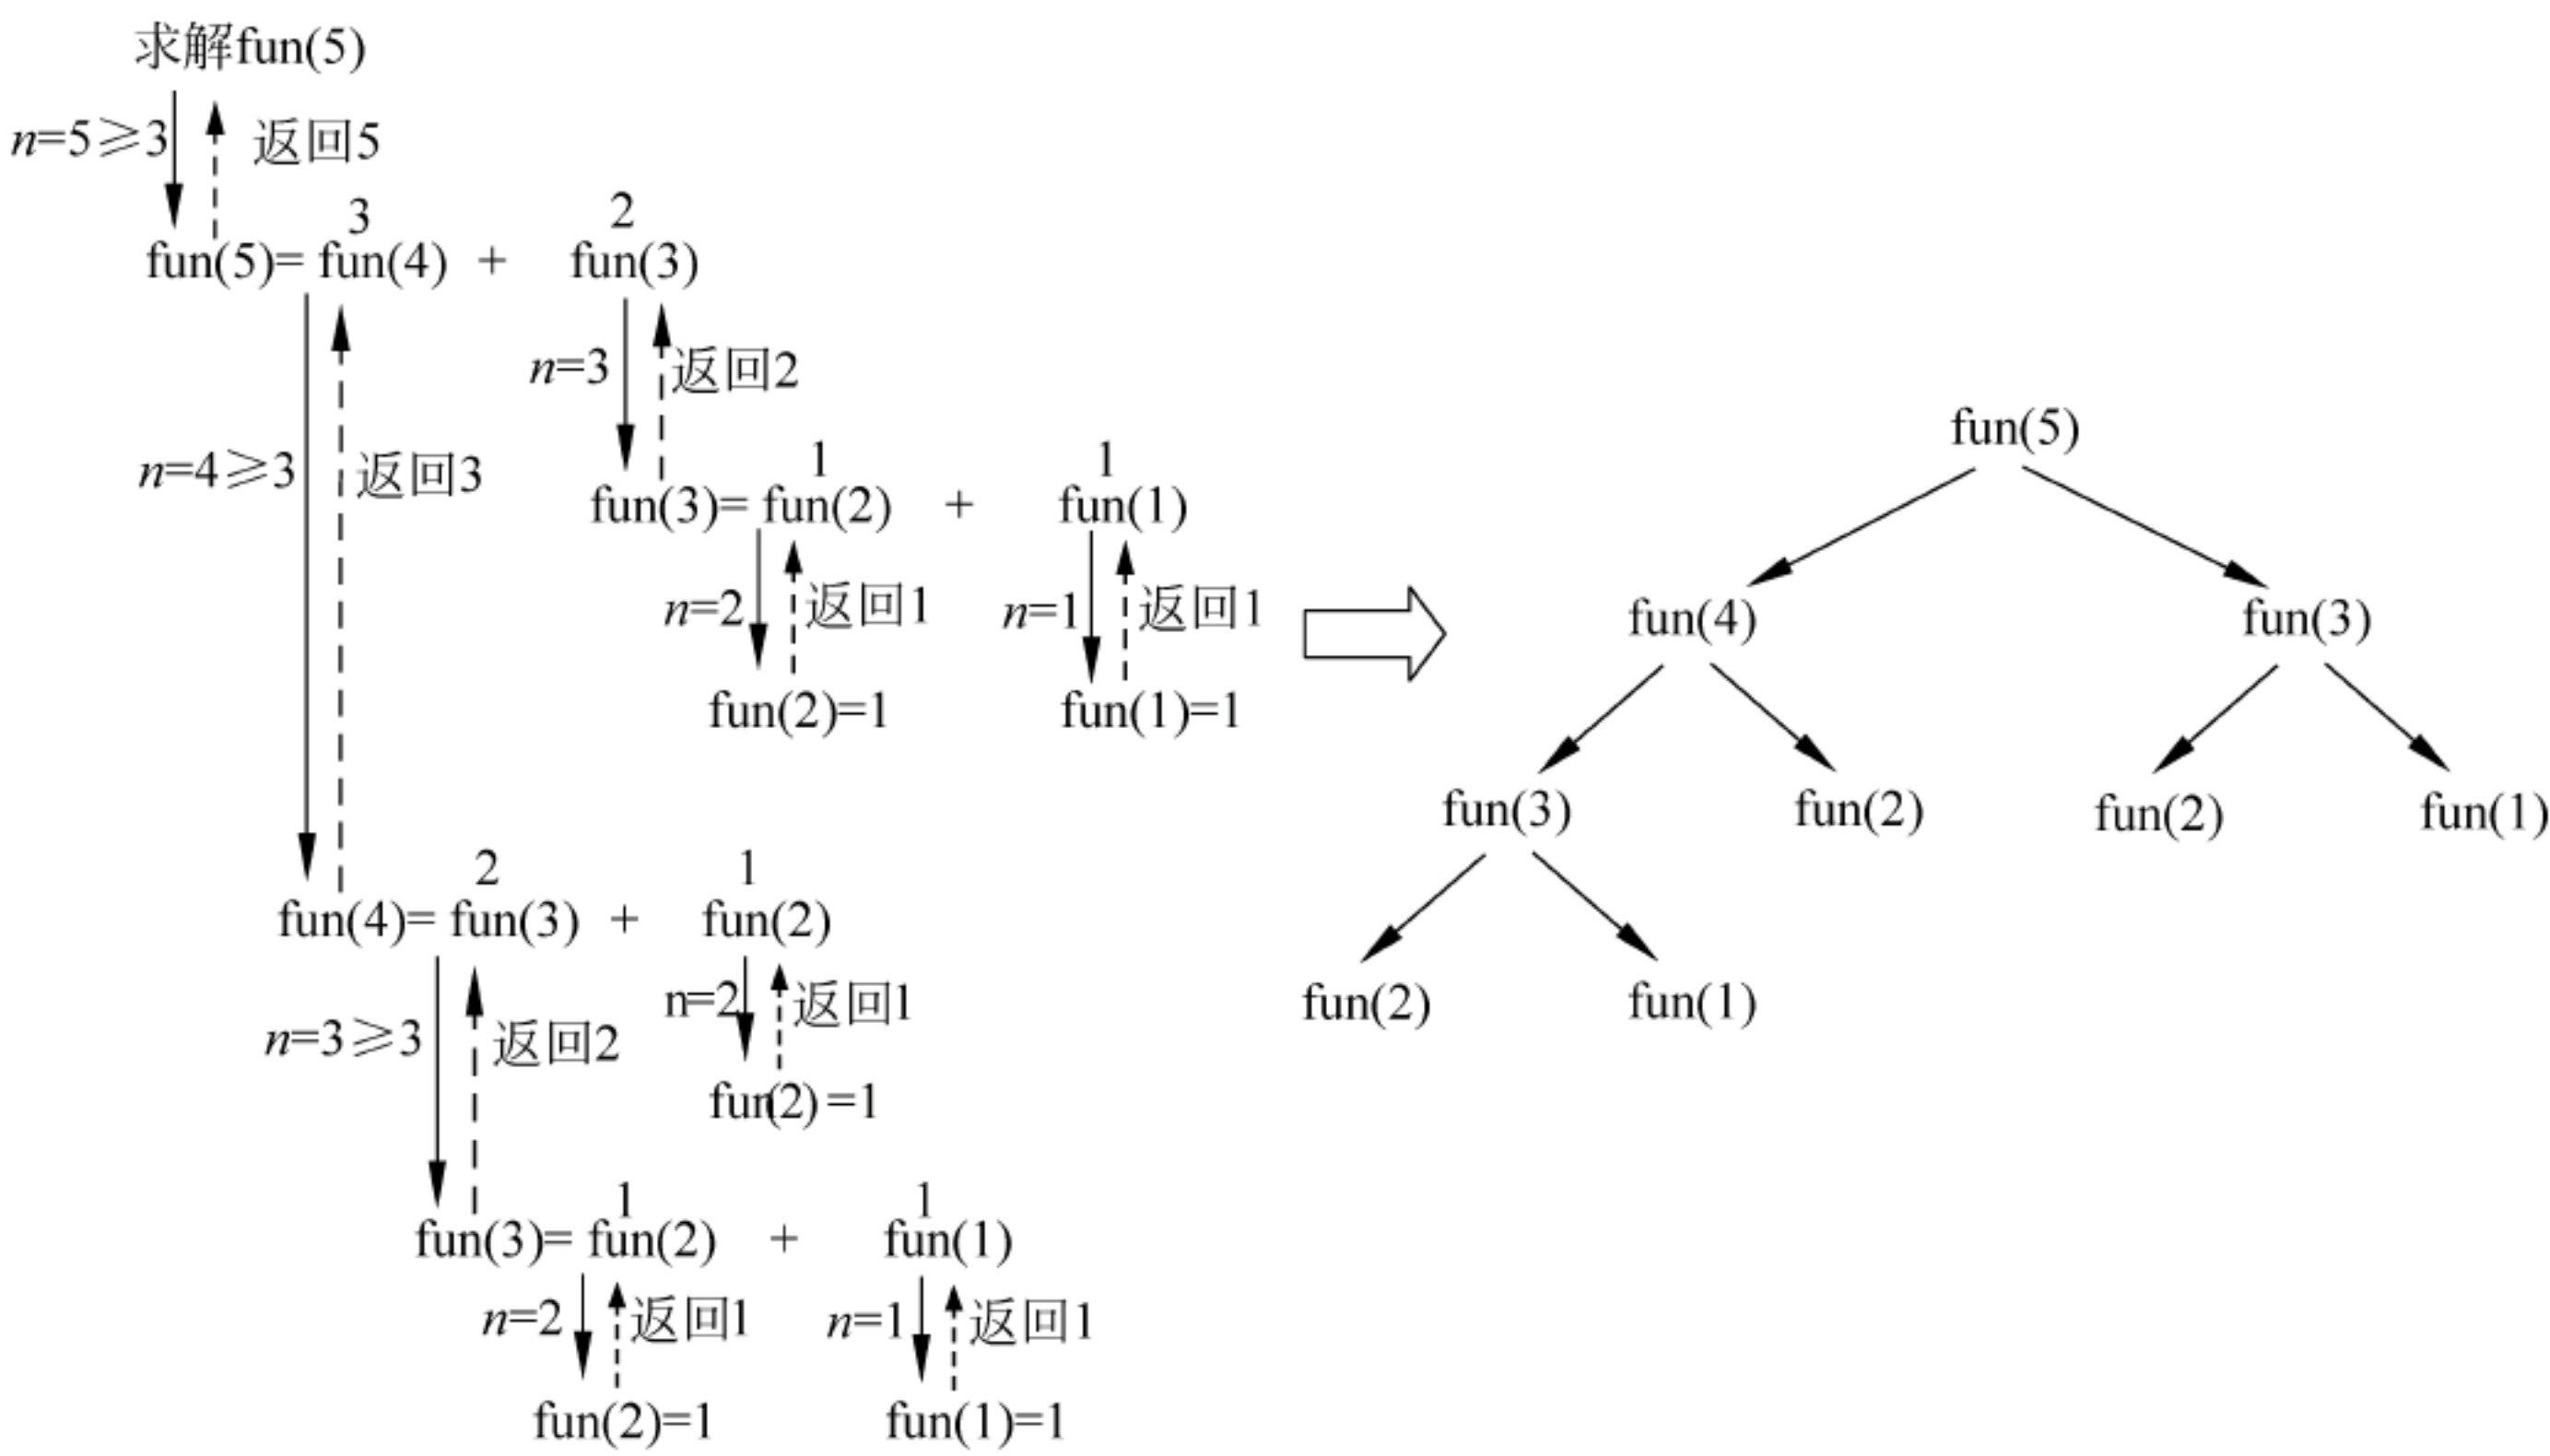 求解fun(5)
n=5≥3 返回5
3 2
fun(5)= fun(4) + fun(3)
n=3 返回2
n=4≥3 返回3
1 1
fun(3)= fun(2) + fun(1)
n=2 返回1 n=1 返回1
fun(2)=1 fun(1)=1
2 1
fun(4)= fun(3) + fun(2)
n=2 返回1
n=3≥3 返回2
fun(2)=1
1 1
fun(3)= fun(2) + fun(1)
n=2 返回1 n=1 返回1
fun(2)=1 fun(1)=1
fun(5)
fun(4) fun(3)
fun(3) fun(2) fun(2) fun(1)
fun(2) fun(1)